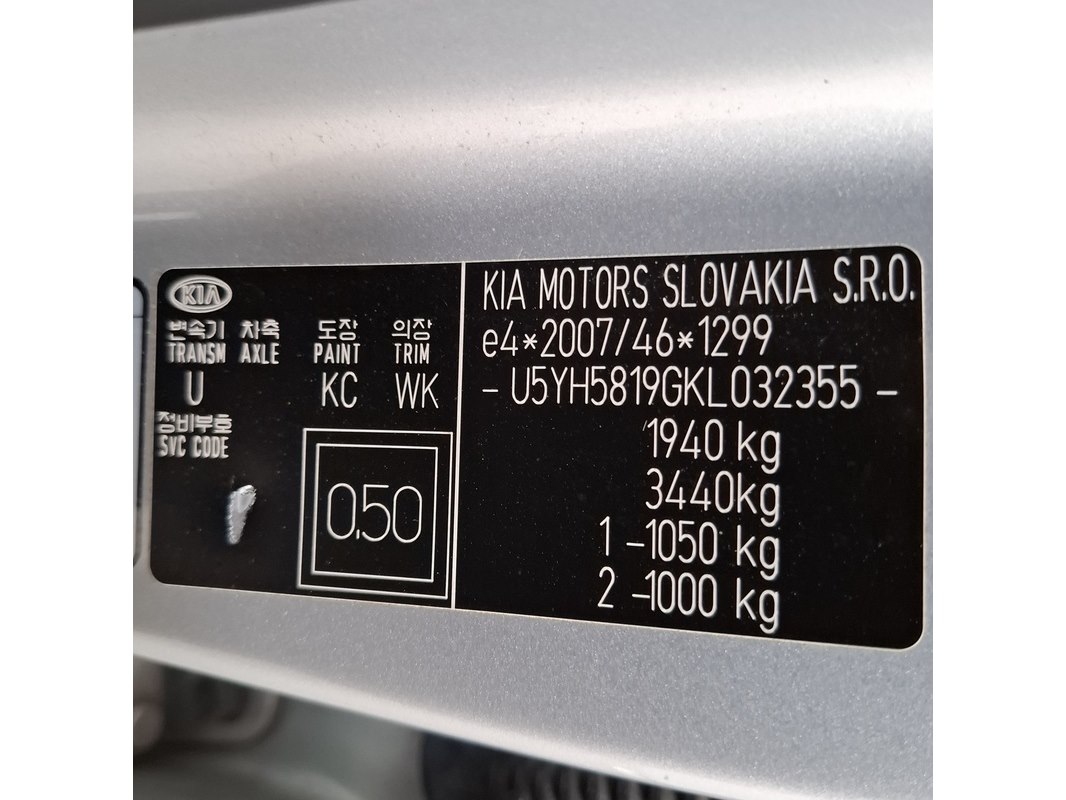 KIA
변속기 차축 도장 의장
TRANSM AXLE PAINT TRIM
U KC WK
정비부호
SVC CODE
0.50
KIA MOTORS SLOVAKIA S.R.O.
e4*2007/46*1299
- U5YH5819GKL032355 -
1940 kg
3440kg
1 -1050 kg
2 -1000 kg